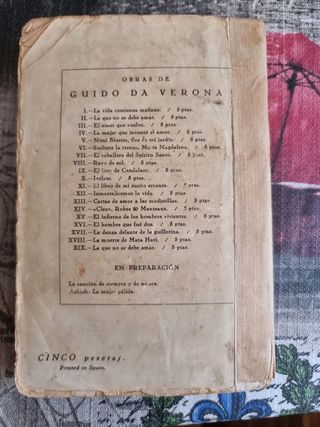 OBRAS DE
GUIDO DA VERONA
I.—La vida comienza mañana. / 5 ptas.
II.—La que no se debe amar. / 5 ptas.
III.—El amor que vuelve. / 5 ptas.
IV.—La mujer que inventó el amor. / 5 ptas.
V.—Mimí Bluette, flor de mi jardín. / 5 ptas.
VI.—Suéltate la trenza, María Magdalena. / 5 ptas.
VII.—El caballero del Espíritu Santo. / 5 ptas.
VIII.—Rayo de sol. / 5 ptas.
IX.—El de Candalaor. / 5 ptas.
X.—Ivelyse. / 5 ptas.
XI.—El libro de mi sueño errante. / 5 ptas.
XII.—Inmortalicemos la vida. / 5 ptas.
XIII.—Cartas de amor a las modistillas. / 5 ptas.
XIV.—«Cleo», Robes & Manteaux. / 5 ptas.
XV.—El infierno de los hombres vivientes. / 5 ptas.
XVI.—El hombre que fué dos. / 5 ptas.
XVII.—La danza delante de la guillotina. / 5 ptas.
XVIII.—La muerte de Mata Hari. / 5 ptas.
XIX.—La que no se debe amar. / 5 ptas.
EN PREPARACIÓN
La canción de siempre y de nunca.
La mujer pálida.
CINCO pesetas.
Printed in Spain.